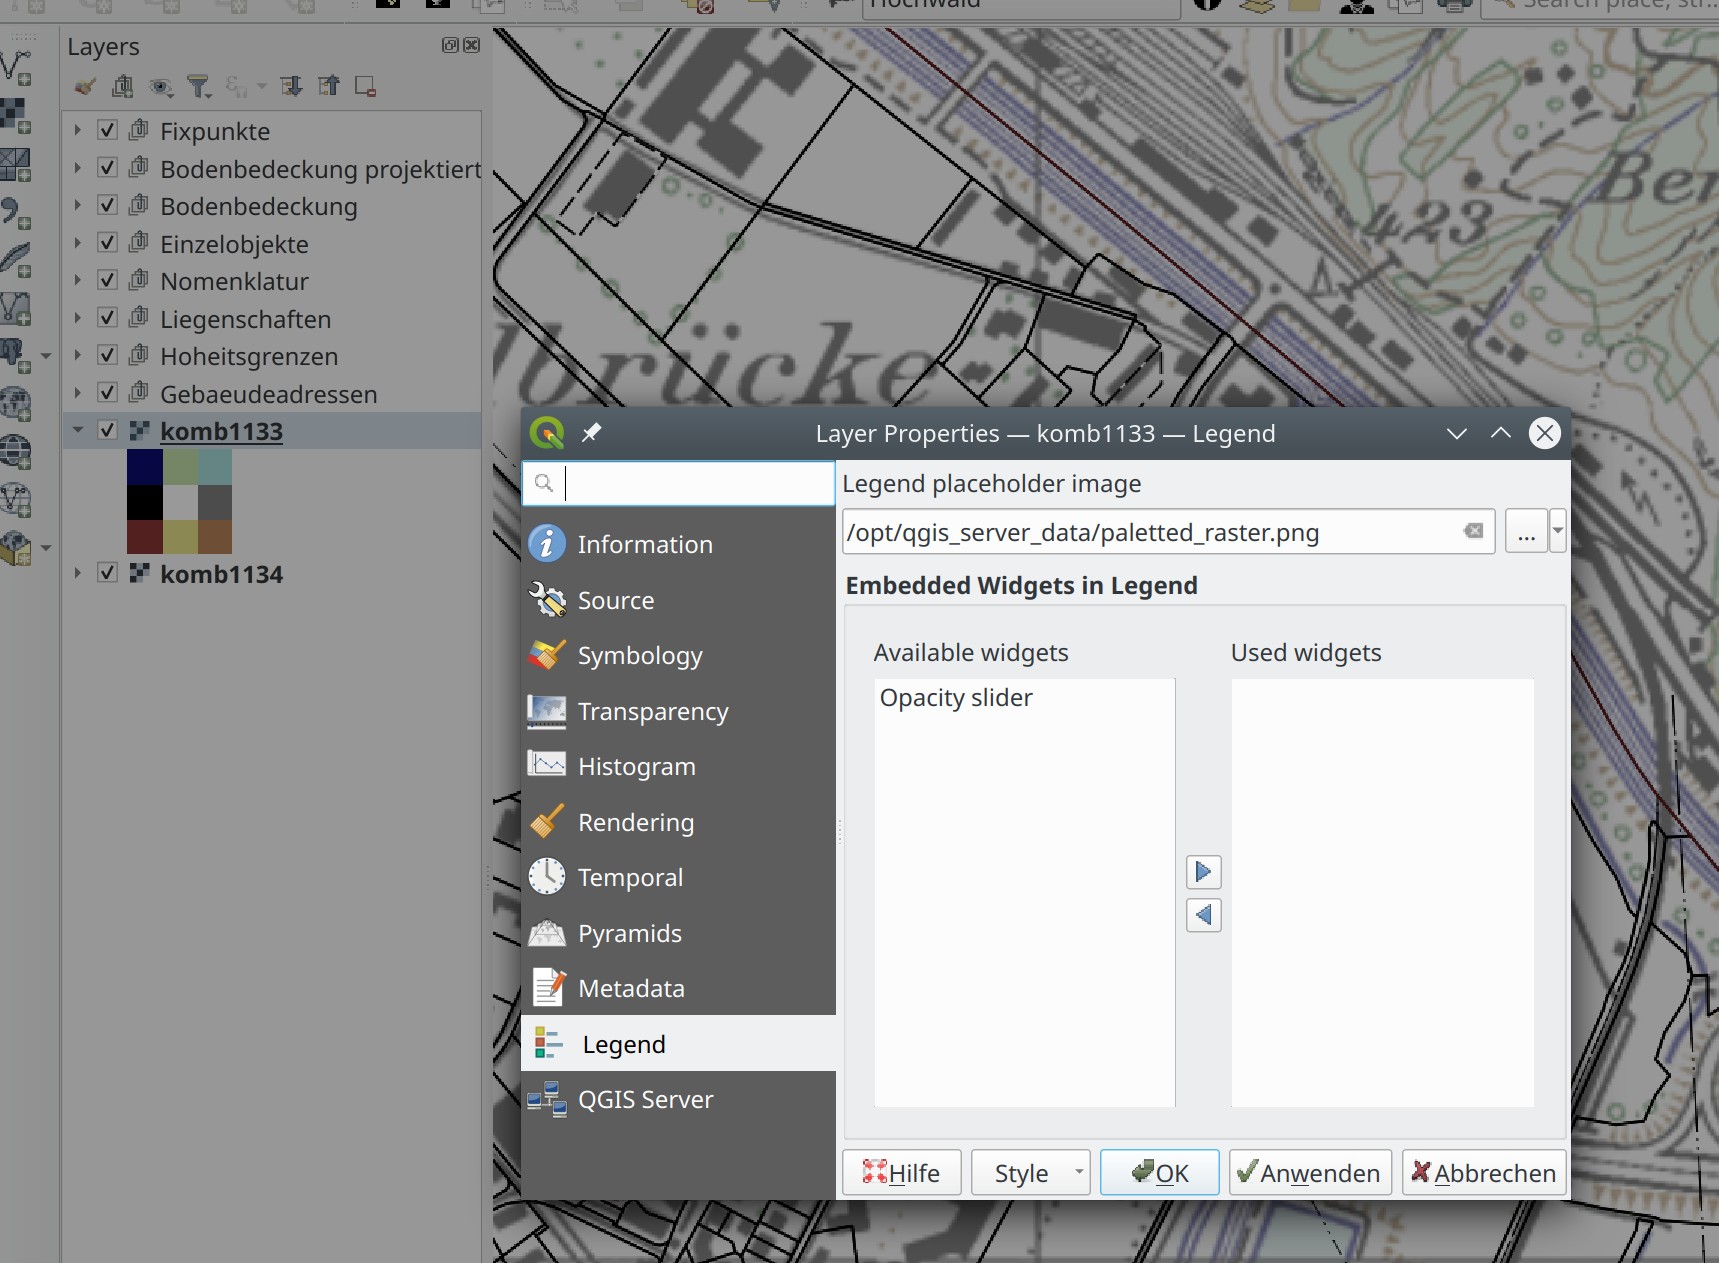 Hochwald
Search place, str...
Layers
Fixpunkte
Bodenbedeckung projektiert
Bodenbedeckung
Einzelobjekte
Nomenklatur
Liegenschaften
Hoheitsgrenzen
Gebaeudeadressen
komb1133
komb1134
Ber
423
lbrücke
Layer Properties — komb1133 — Legend
Information
Source
Symbology
Transparency
Histogram
Rendering
Temporal
Pyramids
Metadata
Legend
QGIS Server
Legend placeholder image
/opt/qgis_server_data/paletted_raster.png
...
Embedded Widgets in Legend
Available widgets
Used widgets
Opacity slider
Hilfe
Style
OK
Anwenden
Abbrechen